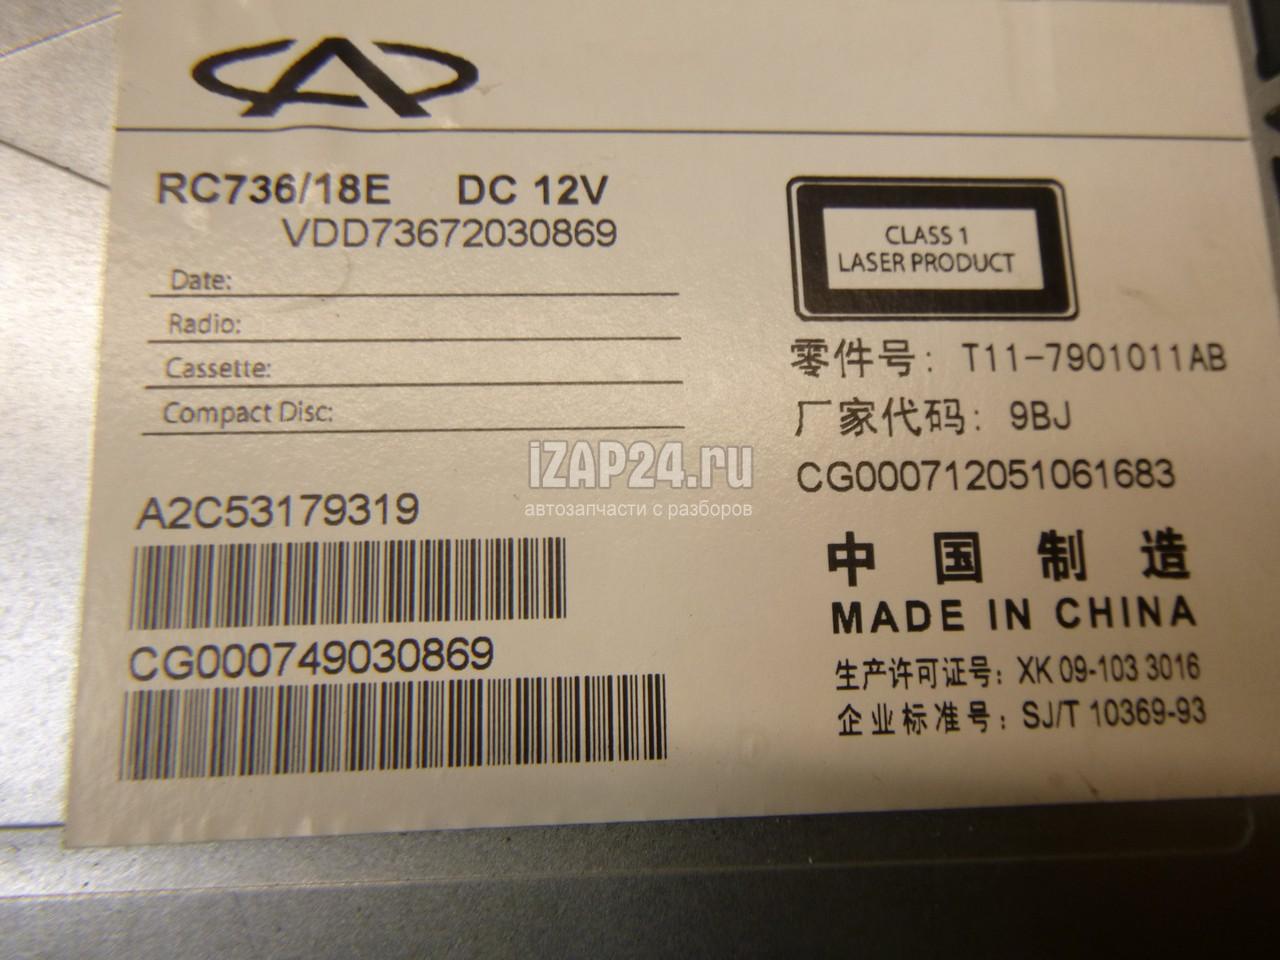 RC736/18E DC 12V
VDD73672030869
Date:
Radio:
Cassette:
Compact Disc:
A2C53179319
CG000749030869
CLASS 1
LASER PRODUCT
零件号: T11-7901011AB
厂家代码: 9BJ
CG000712051061683
中国制造
MADE IN CHINA
生产许可证号: XK 09-103 3016
企业标准号: SJ/T 10369-93
iZAP24.ru
автозапчасти с разборов